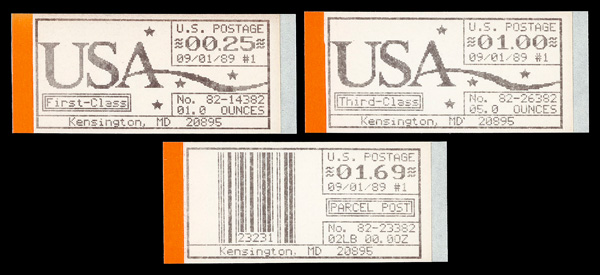 USA
U.S. POSTAGE
≋00.25≋
09/01/89 #1
First-Class
No. 82-14382
01.0 OUNCES
Kensington, MD 20895
USA
U.S. POSTAGE
≋01.00≋
09/01/89 #1
Third-Class
No. 82-26382
05.0 OUNCES
Kensington, MD 20895
23231
U.S. POSTAGE
≋01.69≋
09/01/89 #1
PARCEL POST
No. 82-23382
02LB 00.0OZ
Kensington, MD 20895